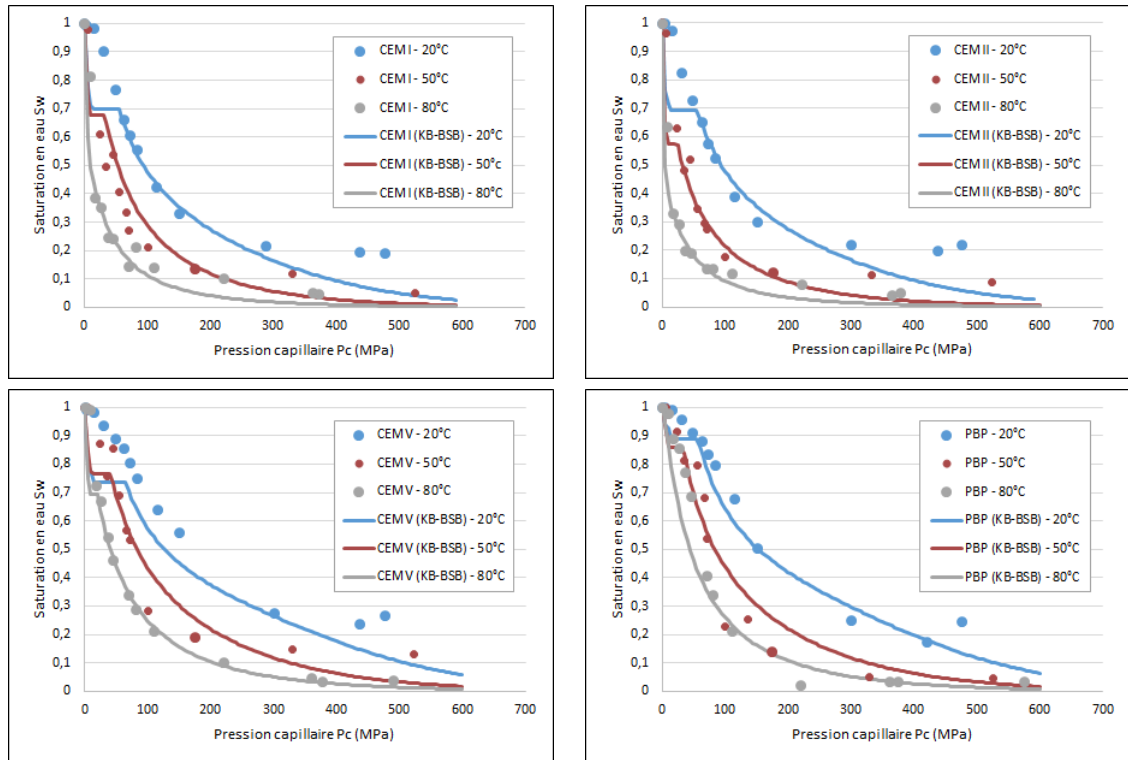 1
0,9
0,8
0,7
0,6
0,5
0,4
0,3
0,2
0,1
0
Saturation en eau Sw
0 100 200 300 400 500 600 700
Pression capillaire Pc (MPa)
CEM I - 20°C
CEM I - 50°C
CEM I - 80°C
CEM I (KB-BSB) - 20°C
CEM I (KB-BSB) - 50°C
CEM I (KB-BSB) - 80°C
1
0,9
0,8
0,7
0,6
0,5
0,4
0,3
0,2
0,1
0
Saturation en eau Sw
0 100 200 300 400 500 600 700
Pression capillaire Pc (MPa)
CEM II - 20°C
CEM II - 50°C
CEM II - 80°C
CEM II (KB-BSB) - 20°C
CEM II (KB-BSB) - 50°C
CEM II (KB-BSB) - 80°C
1
0,9
0,8
0,7
0,6
0,5
0,4
0,3
0,2
0,1
0
Saturation en eau Sw
0 100 200 300 400 500 600 700
Pression capillaire Pc (MPa)
CEM V - 20°C
CEM V - 50°C
CEM V - 80°C
CEM V (KB-BSB) - 20°C
CEM V (KB-BSB) - 50°C
CEM V (KB-BSB) - 80°C
1
0,9
0,8
0,7
0,6
0,5
0,4
0,3
0,2
0,1
0
Saturation en eau Sw
0 100 200 300 400 500 600 700
Pression capillaire Pc (MPa)
PBP - 20°C
PBP - 50°C
PBP - 80°C
PBP (KB-BSB) - 20°C
PBP (KB-BSB) - 50°C
PBP (KB-BSB) - 80°C